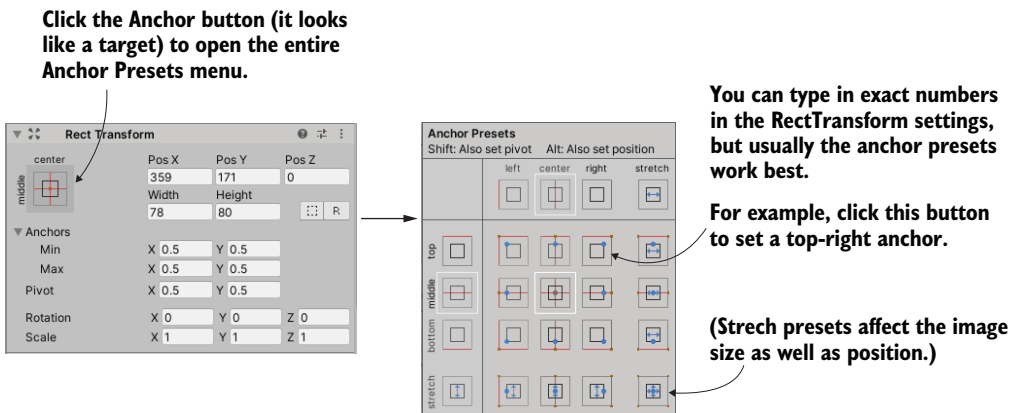 Click the Anchor button (it looks
like a target) to open the entire
Anchor Presets menu.
Rect Transform
center
middle
Pos X Pos Y Pos Z
359 171 0
Width Height
78 80
R
Anchors
Min X 0.5 Y 0.5
Max X 0.5 Y 0.5
Pivot X 0.5 Y 0.5
Rotation X 0 Y 0 Z 0
Scale X 1 Y 1 Z 1
Anchor Presets
Shift: Also set pivot Alt: Also set position
left center right stretch
top
middle
bottom
stretch
You can type in exact numbers
in the RectTransform settings,
but usually the anchor presets
work best.
For example, click this button
to set a top-right anchor.
(Strech presets affect the image
size as well as position.)